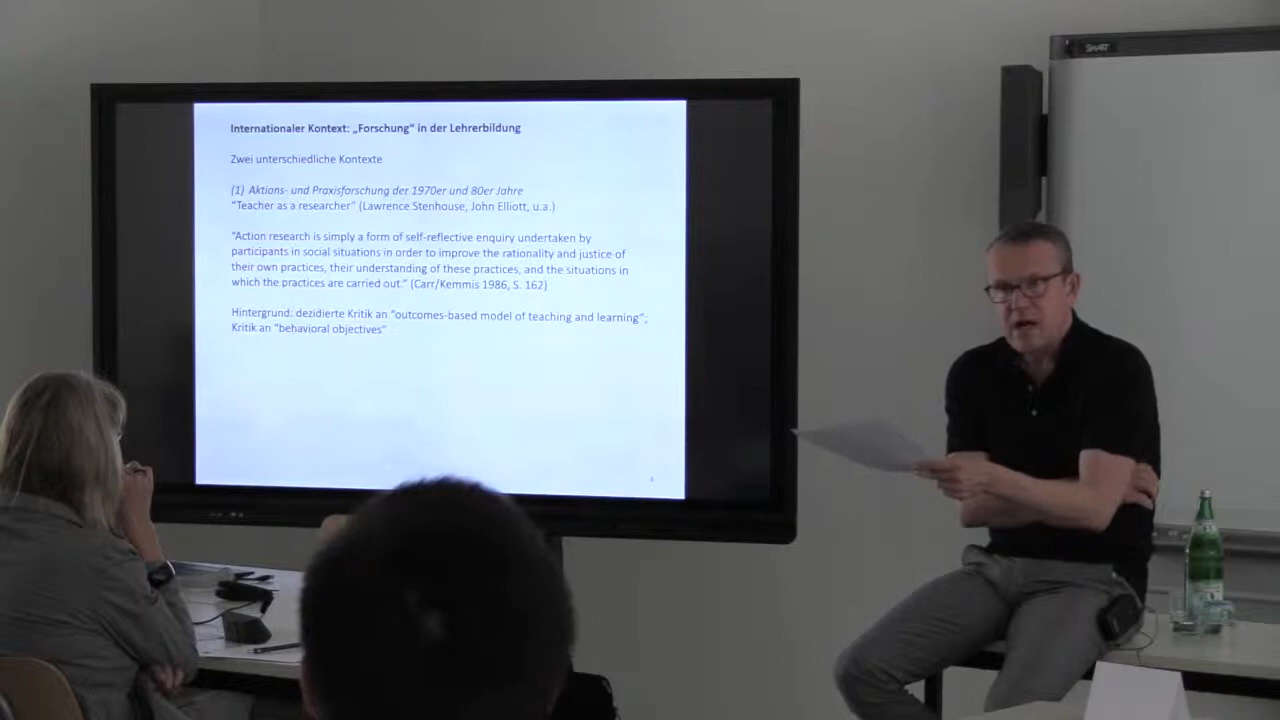 SMART
Internationaler Kontext: „Forschung“ in der Lehrerbildung
Zwei unterschiedliche Kontexte
(1) Aktions- und Praxisforschung der 1970er und 80er Jahre
“Teacher as a researcher” (Lawrence Stenhouse, John Elliott, u.a.)
“Action research is simply a form of self-reflective enquiry undertaken by
participants in social situations in order to improve the rationality and justice of
their own practices, their understanding of these practices, and the situations in
which the practices are carried out.” (Carr/Kemmis 1986, S. 162)
Hintergrund: dezidierte Kritik an “outcomes-based model of teaching and learning”;
Kritik an “behavioral objectives”